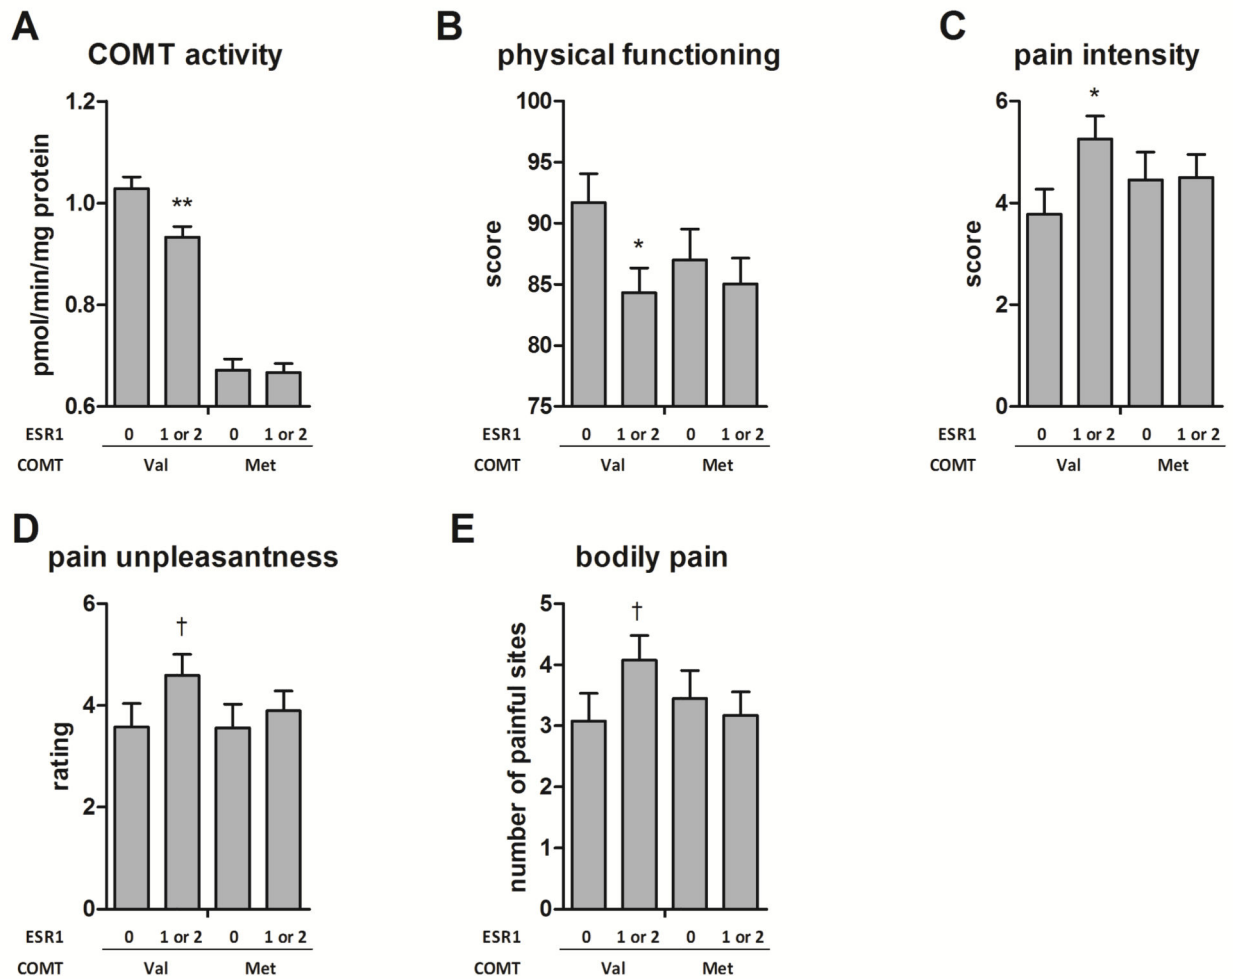 A
COMT activity
pmol/min/mg protein
1.2
**
1.0
0.8
0.6
ESR1 0 1 or 2 0 1 or 2
COMT Val Met
B
physical functioning
score
100
95
90
*
85
80
75
ESR1 0 1 or 2 0 1 or 2
COMT Val Met
C
pain intensity
score
*
6
4
2
0
ESR1 0 1 or 2 0 1 or 2
COMT Val Met
D
pain unpleasantness
rating
6
†
4
2
0
ESR1 0 1 or 2 0 1 or 2
COMT Val Met
E
bodily pain
number of painful sites
5
†
4
3
2
1
0
ESR1 0 1 or 2 0 1 or 2
COMT Val Met